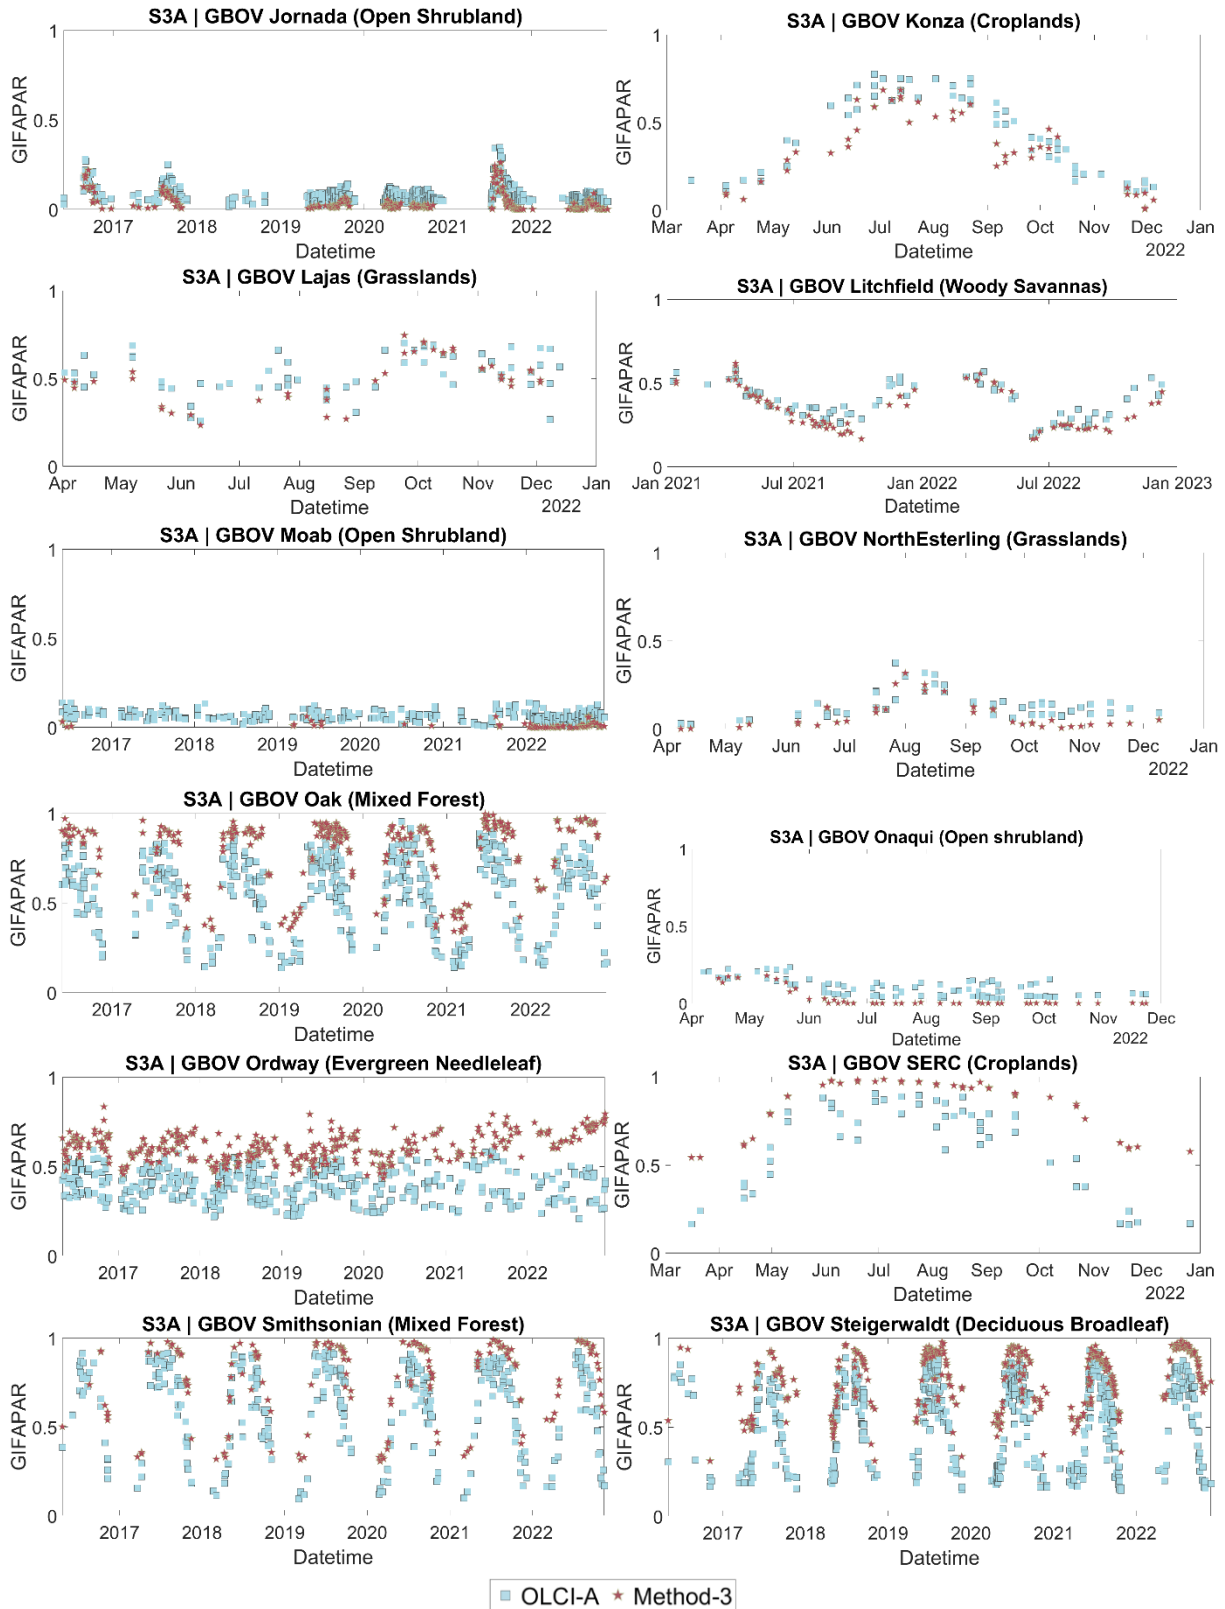 S3A | GBOV Jornada (Open Shrubland)
1
0.5
0
GIFAPAR
2017 2018 2019 2020 2021 2022
Datetime
S3A | GBOV Konza (Croplands)
1
0.5
0
GIFAPAR
Mar Apr May Jun Jul Aug Sep Oct Nov Dec Jan
Datetime
2022
S3A | GBOV Lajas (Grasslands)
1
0.5
0
GIFAPAR
Apr May Jun Jul Aug Sep Oct Nov Dec Jan
Datetime
2022
S3A | GBOV Litchfield (Woody Savannas)
1
0.5
0
GIFAPAR
Jan 2021 Jul 2021 Jan 2022 Jul 2022 Jan 2023
Datetime
S3A | GBOV Moab (Open Shrubland)
1
0.5
0
GIFAPAR
2017 2018 2019 2020 2021 2022
Datetime
S3A | GBOV NorthEsterling (Grasslands)
1
0.5
0
GIFAPAR
Apr May Jun Jul Aug Sep Oct Nov Dec Jan
Datetime
2022
S3A | GBOV Oak (Mixed Forest)
1
0.5
0
GIFAPAR
2017 2018 2019 2020 2021 2022
Datetime
S3A | GBOV Onaqui (Open shrubland)
1
0.5
0
GIFAPAR
Apr May Jun Jul Aug Sep Oct Nov Dec
Datetime
2022
S3A | GBOV Ordway (Evergreen Needleleaf)
1
0.5
0
GIFAPAR
2017 2018 2019 2020 2021 2022
Datetime
S3A | GBOV SERC (Croplands)
1
0.5
0
GIFAPAR
Mar Apr May Jun Jul Aug Sep Oct Nov Dec Jan
Datetime
2022
S3A | GBOV Smithsonian (Mixed Forest)
1
0.5
0
GIFAPAR
2017 2018 2019 2020 2021 2022
Datetime
S3A | GBOV Steigerwaldt (Deciduous Broadleaf)
1
0.5
0
GIFAPAR
2017 2018 2019 2020 2021 2022
Datetime
OLCI-A Method-3